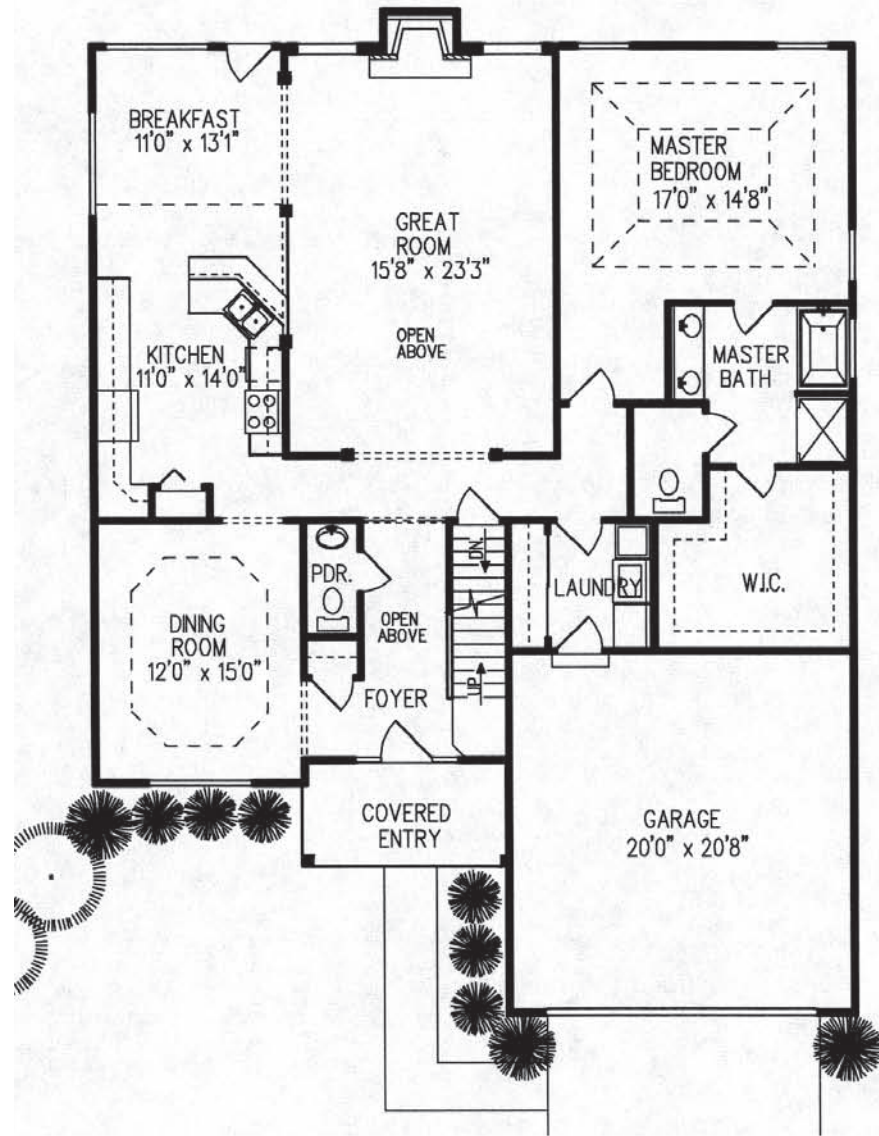 BREAKFAST
11'0" x 13'1"
GREAT
ROOM
15'8" x 23'3"
OPEN
ABOVE
MASTER
BEDROOM
17'0" x 14'8"
KITCHEN
11'0" x 14'0"
MASTER
BATH
DINING
ROOM
12'0" x 15'0"
PDR.
OPEN
ABOVE
FOYER
DN.
UP
LAUNDRY
W.I.C.
COVERED
ENTRY
GARAGE
20'0" x 20'8"